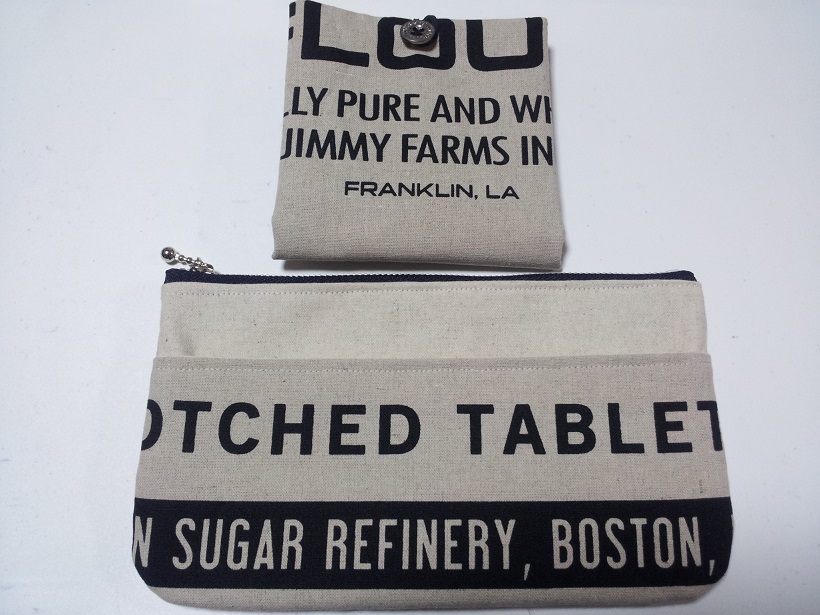 FLOU
LLY PURE AND WH
JIMMY FARMS IN
FRANKLIN, LA
OTCHED TABLET
N SUGAR REFINERY, BOSTON,